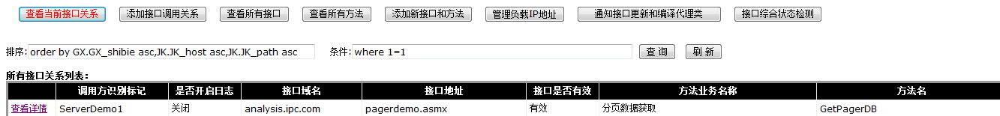 查看当前接口关系 添加接口调用关系 查看所有接口 查看所有方法 添加新接口和方法 管理负载IP地址 通知接口更新和编译代理类 接口综合状态检测
排序:order by GX.GX_shibie asc,JK.JK_host asc,JK.JK_path asc 条件:where 1=1 查 询 刷 新
所有接口关系列表：
调用方识别标记 是否开启日志 接口域名 接口地址 接口是否有效 方法业务名称 方法名
查看详情 ServerDemo1 关闭 analysis.ipc.com pagerdemo.asmx 有效 分页数据获取 GetPagerDB